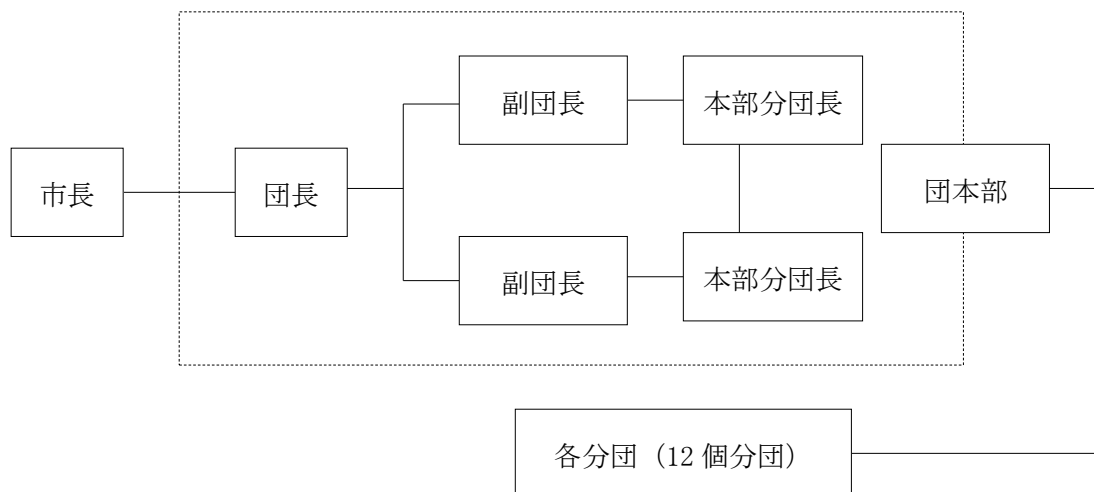 副団長
本部分団長
市長
団長
団本部
副団長
本部分団長
各分団（12 個分団）